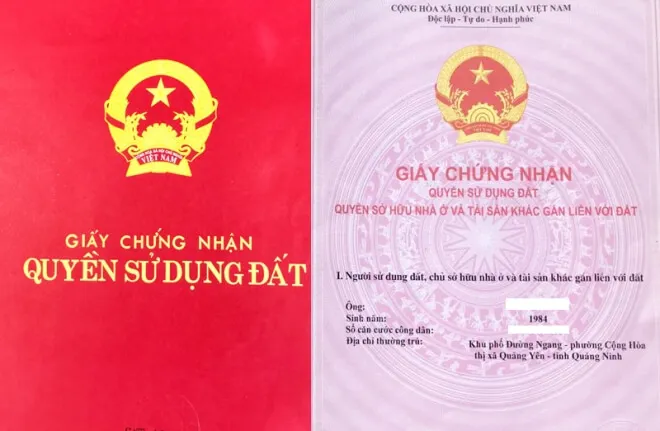 VIỆT NAM
GIẤY CHỨNG NHẬN
QUYỀN SỬ DỤNG ĐẤT
CỘNG HÒA XÃ HỘI CHỦ NGHĨA VIỆT NAM
Độc lập - Tự do - Hạnh phúc
GIẤY CHỨNG NHẬN
QUYỀN SỬ DỤNG ĐẤT
QUYỀN SỞ HỮU NHÀ Ở VÀ TÀI SẢN KHÁC GẮN LIỀN VỚI ĐẤT
I. Người sử dụng đất, chủ sở hữu nhà ở và tài sản khác gắn liền với đất
Ông:
Sinh năm: 1984
Số căn cước công dân:
Địa chỉ thường trú: Khu phố Đường Ngang - phường Cộng Hòa
thị xã Quảng Yên - tỉnh Quảng Ninh